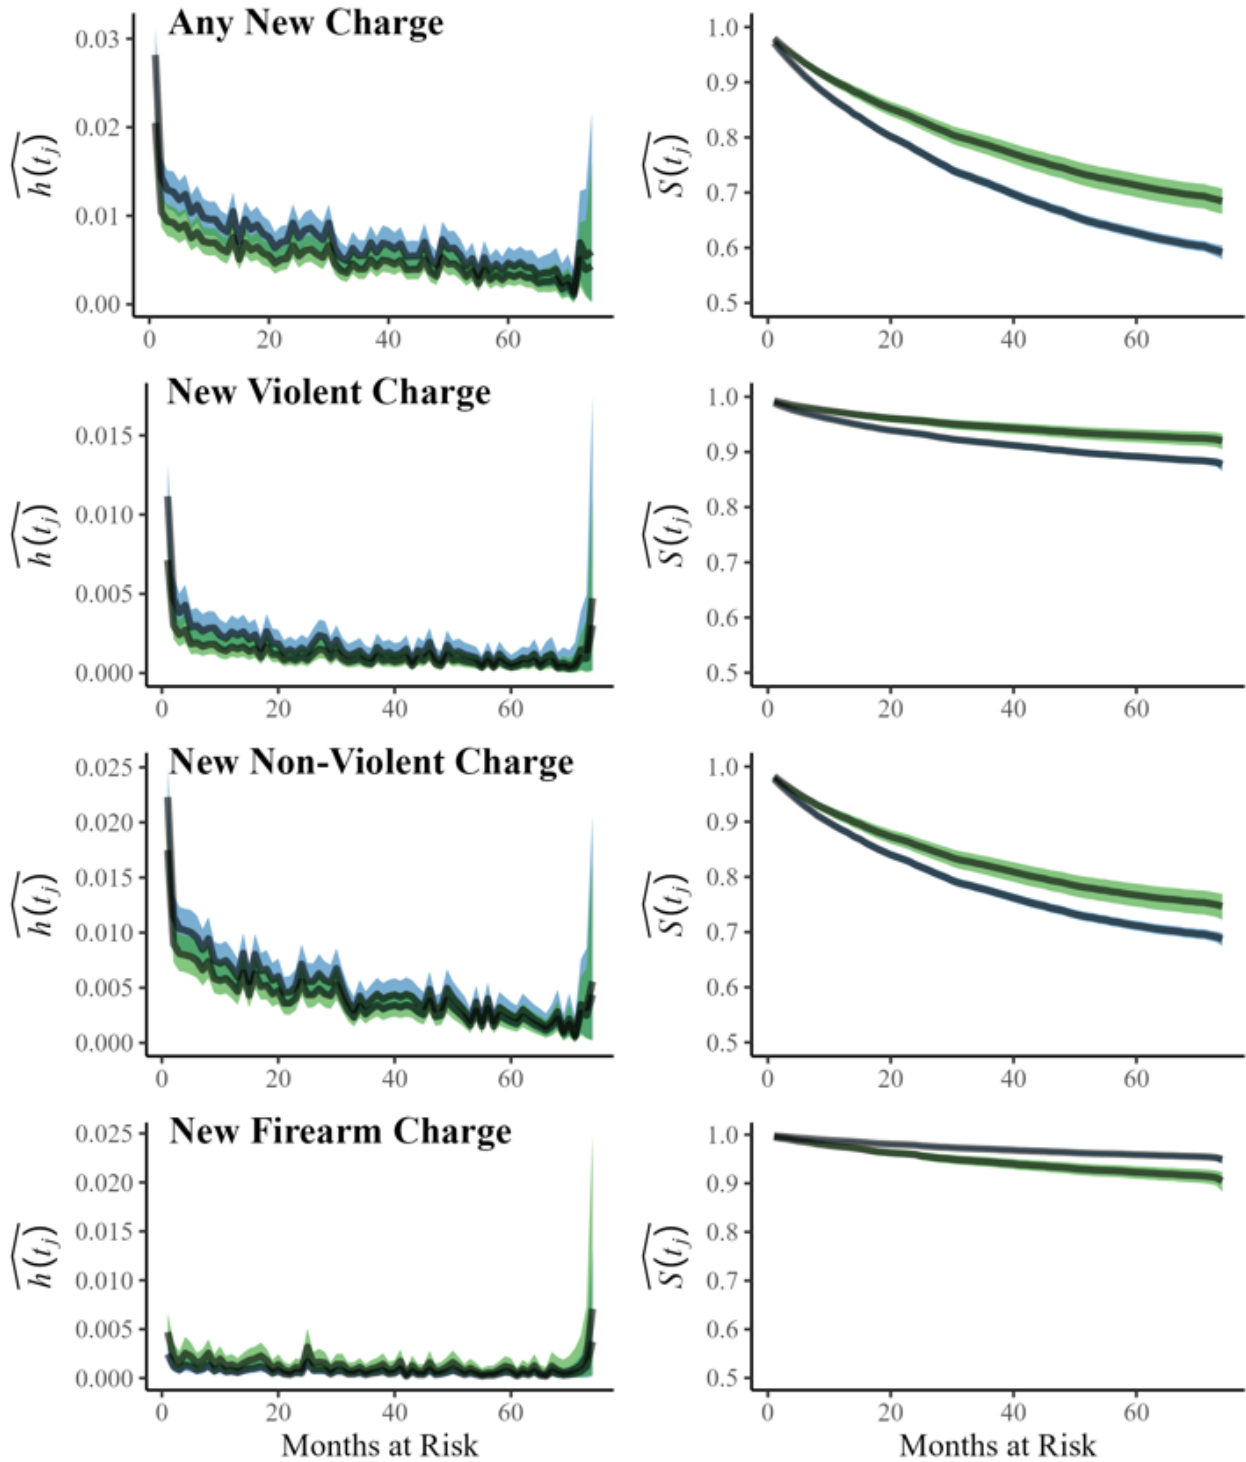 Any New Charge
0.03
0.02
0.01
0.00
h(tj)
0 20 40 60
1.0
0.9
0.8
0.7
0.6
0.5
S(tj)
0 20 40 60
New Violent Charge
0.015
0.010
0.005
0.000
h(tj)
0 20 40 60
1.0
0.9
0.8
0.7
0.6
0.5
S(tj)
0 20 40 60
New Non-Violent Charge
0.025
0.020
0.015
0.010
0.005
0.000
h(tj)
0 20 40 60
1.0
0.9
0.8
0.7
0.6
0.5
S(tj)
0 20 40 60
New Firearm Charge
0.025
0.020
0.015
0.010
0.005
0.000
h(tj)
0 20 40 60
Months at Risk
1.0
0.9
0.8
0.7
0.6
0.5
S(tj)
0 20 40 60
Months at Risk